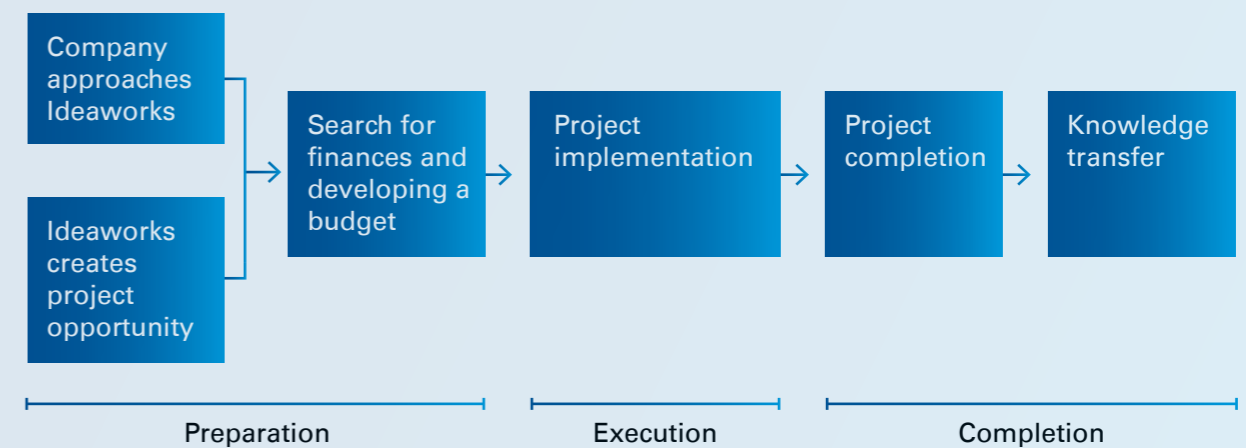 Company
approaches
Ideaworks
Ideaworks
creates
project
opportunity
Search for
finances and
developing a
budget
Project
implementation
Project
completion
Knowledge
transfer
Preparation
Execution
Completion